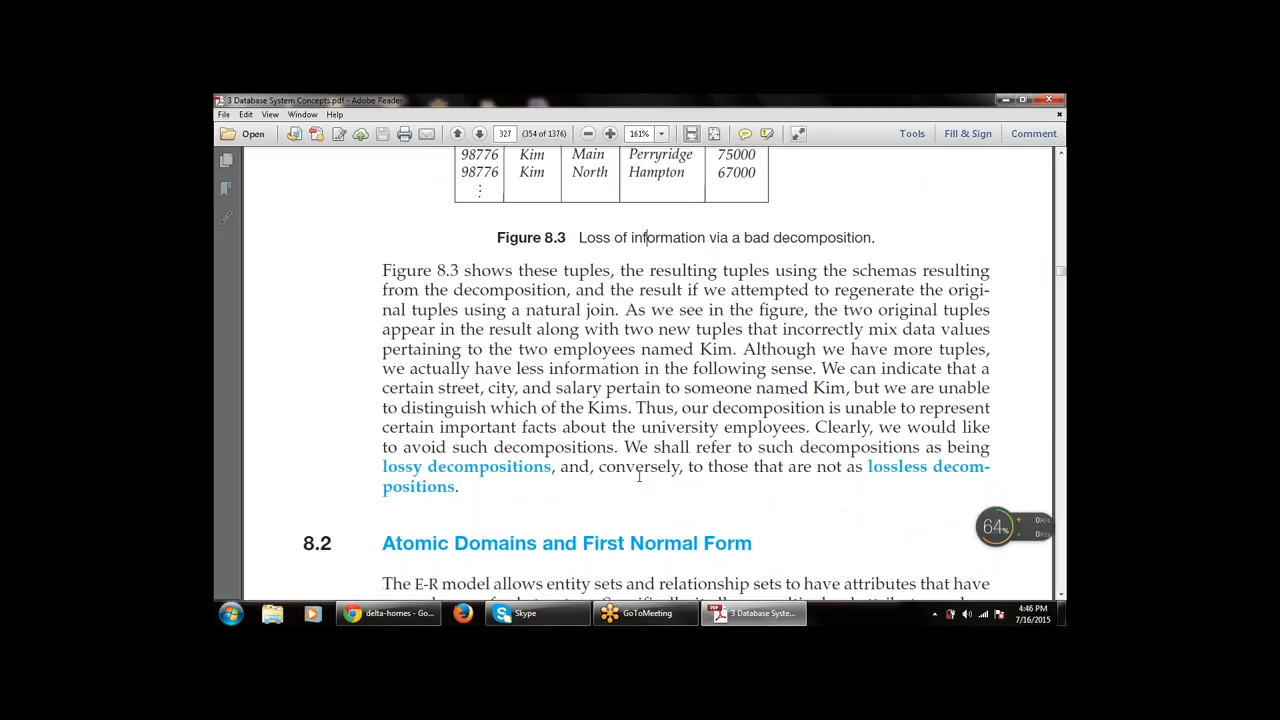 3 Database System Concepts.pdf - Adobe Reader
File Edit View Window Help
Open 327 (354 of 1376) 161% Tools Fill & Sign Comment
98776 Kim Main Perryridge 75000
98776 Kim North Hampton 67000
⋮
Figure 8.3 Loss of information via a bad decomposition.
Figure 8.3 shows these tuples, the resulting tuples using the schemas resulting
from the decomposition, and the result if we attempted to regenerate the origi-
nal tuples using a natural join. As we see in the figure, the two original tuples
appear in the result along with two new tuples that incorrectly mix data values
pertaining to the two employees named Kim. Although we have more tuples,
we actually have less information in the following sense. We can indicate that a
certain street, city, and salary pertain to someone named Kim, but we are unable
to distinguish which of the Kims. Thus, our decomposition is unable to represent
certain important facts about the university employees. Clearly, we would like
to avoid such decompositions. We shall refer to such decompositions as being
lossy decompositions, and, conversely, to those that are not as lossless decom-
positions.
64%
0K/s
0K/s
8.2 Atomic Domains and First Normal Form
The E-R model allows entity sets and relationship sets to have attributes that have
delta-homes - Go... Skype GoToMeeting 3 Database Syste...
4:46 PM
7/16/2015